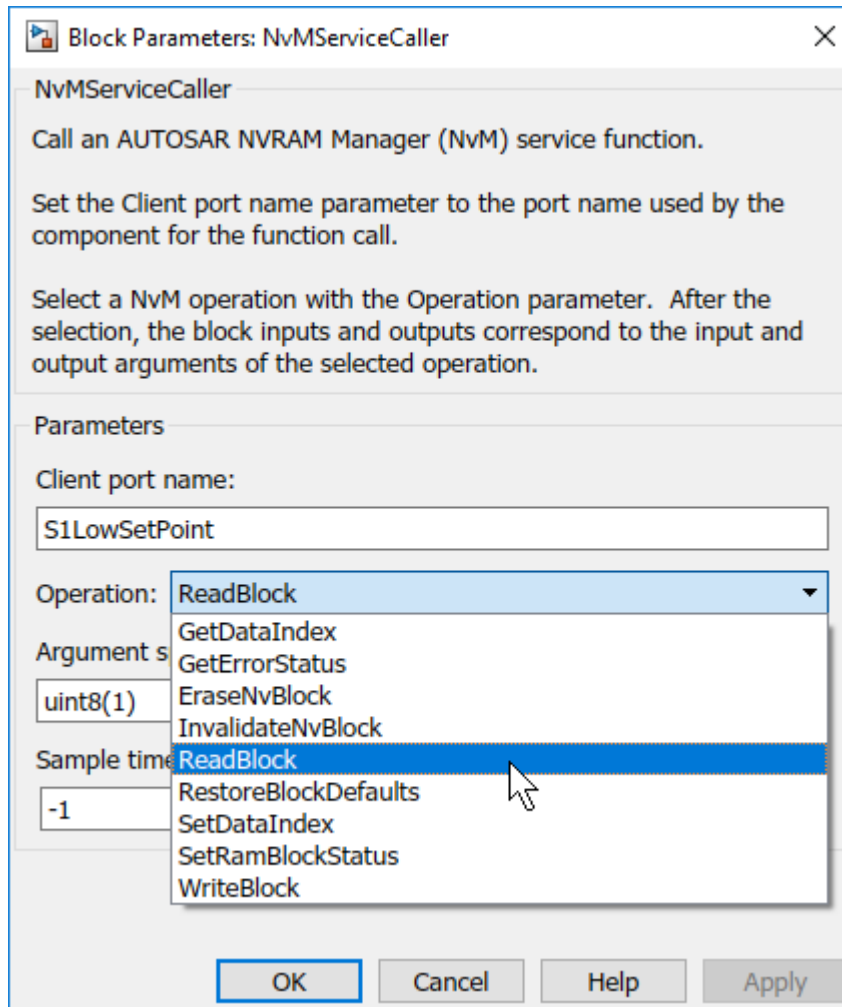 Block Parameters: NvMServiceCaller
NvMServiceCaller
Call an AUTOSAR NVRAM Manager (NvM) service function.
Set the Client port name parameter to the port name used by the
component for the function call.
Select a NvM operation with the Operation parameter.  After the
selection, the block inputs and outputs correspond to the input and
output arguments of the selected operation.
Parameters
Client port name:
S1LowSetPoint
Operation: ReadBlock
GetDataIndex
Argument s
GetErrorStatus
uint8(1)
EraseNvBlock
InvalidateNvBlock
Sample time
ReadBlock
-1
RestoreBlockDefaults
SetDataIndex
SetRamBlockStatus
WriteBlock
OK Cancel Help Apply